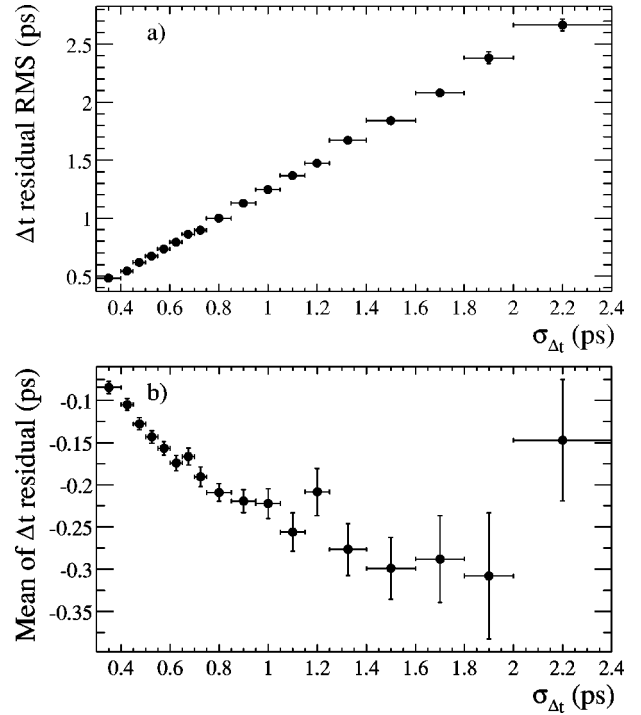 a)
Δt residual RMS (ps)
2.5
2
1.5
1
0.5
0.4 0.6 0.8 1 1.2 1.4 1.6 1.8 2 2.2 2.4
σΔt (ps)
b)
Mean of Δt residual (ps)
-0.1
-0.15
-0.2
-0.25
-0.3
-0.35
0.4 0.6 0.8 1 1.2 1.4 1.6 1.8 2 2.2 2.4
σΔt (ps)